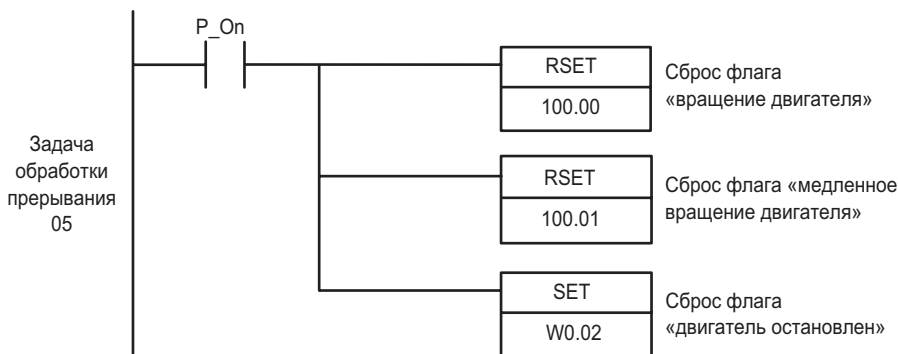 P_On
RSET
100.00
Сброс флага
«вращение двигателя»
Задача
обработки
прерывания
05
RSET
100.01
Сброс флага «медленное
вращение двигателя»
SET
W0.02
Сброс флага
«двигатель остановлен»